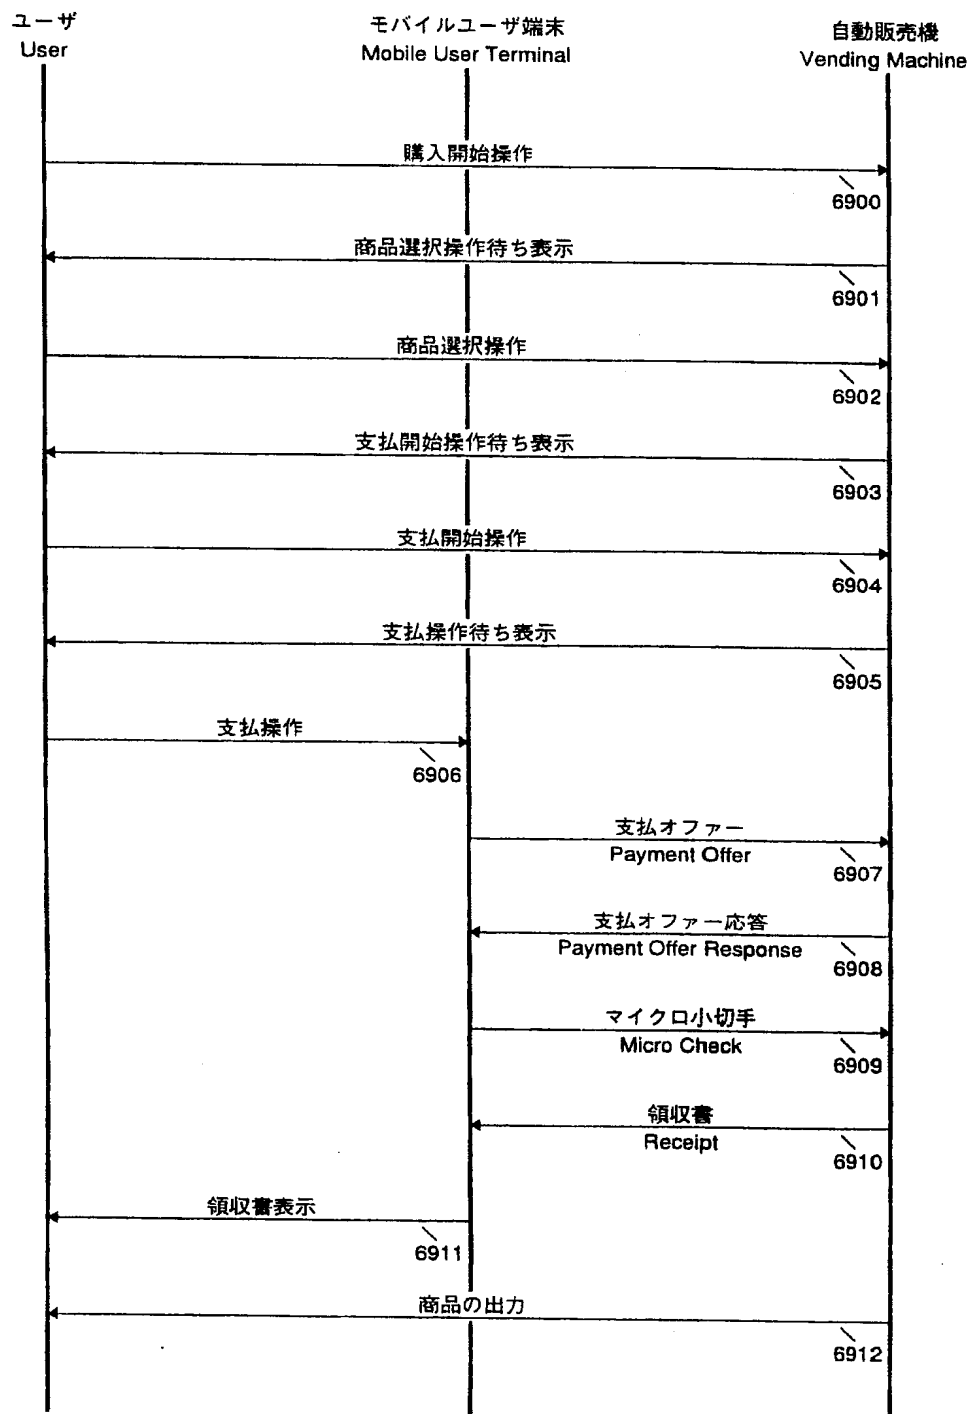 ユーザ
User
モバイルユーザ端末
Mobile User Terminal
自動販売機
Vending Machine
購入開始操作
6900
商品選択操作待ち表示
6901
商品選択操作
6902
支払開始操作待ち表示
6903
支払開始操作
6904
支払操作待ち表示
6905
支払操作
6906
支払オファー
Payment Offer
6907
支払オファー応答
Payment Offer Response
6908
マイクロ小切手
Micro Check
6909
領収書
Receipt
6910
領収書表示
6911
商品の出力
6912